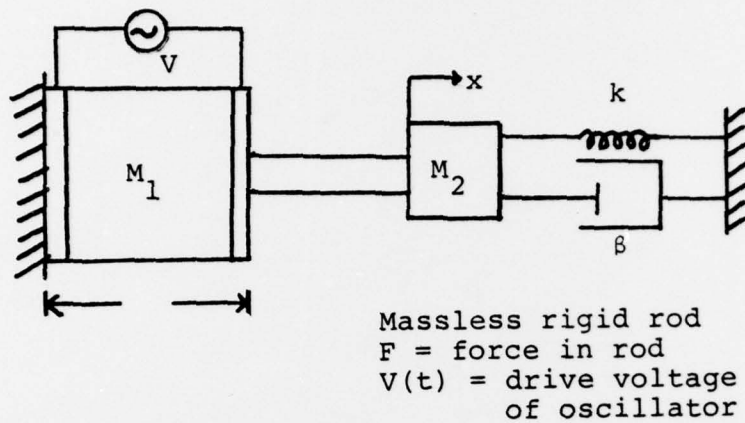 V
x
k
M1
M2
β
Massless rigid rod
F = force in rod
V(t) = drive voltage
of oscillator